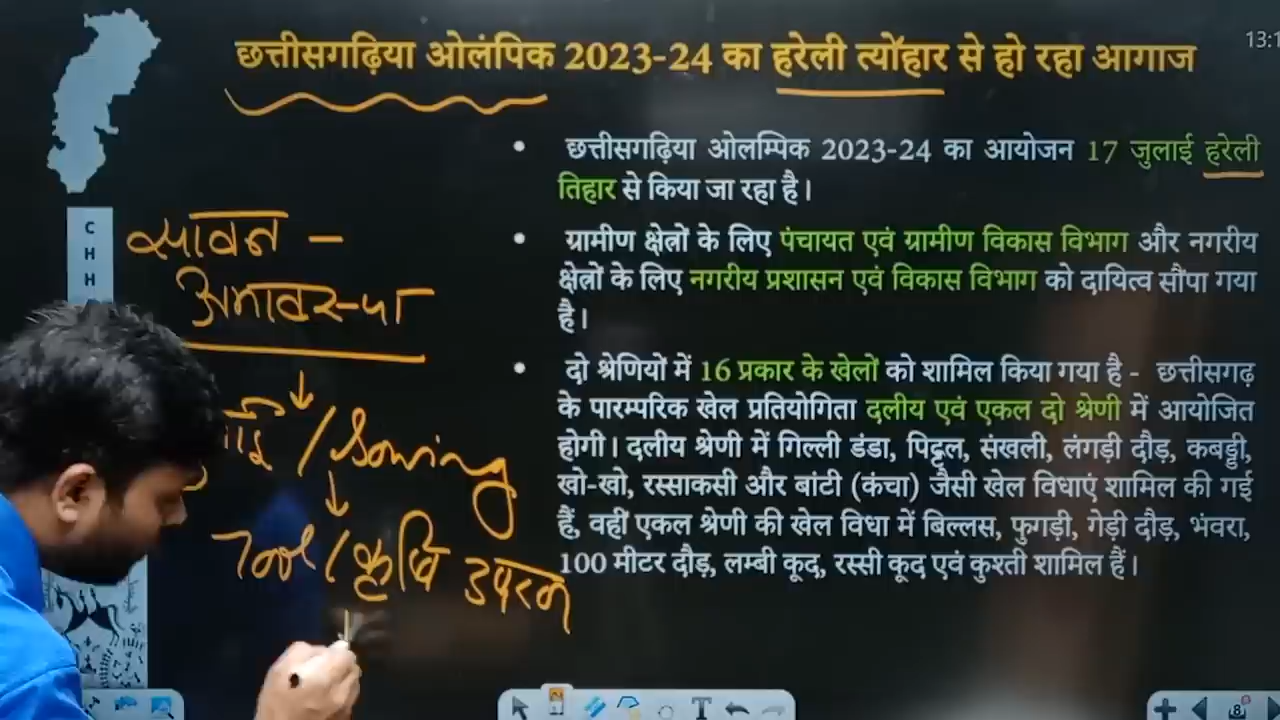 छत्तीसगढ़िया ओलंपिक 2023-24 का हरेली त्योंहार से हो रहा आगाज
13:1
• छत्तीसगढ़िया ओलम्पिक 2023-24 का आयोजन 17 जुलाई हरेली
तिहार से किया जा रहा है।
• ग्रामीण क्षेत्रों के लिए पंचायत एवं ग्रामीण विकास विभाग और नगरीय
क्षेत्रों के लिए नगरीय प्रशासन एवं विकास विभाग को दायित्व सौंपा गया
है।
• दो श्रेणियों में 16 प्रकार के खेलों को शामिल किया गया है - छत्तीसगढ़
के पारम्परिक खेल प्रतियोगिता दलीय एवं एकल दो श्रेणी में आयोजित
होगी। दलीय श्रेणी में गिल्ली डंडा, पिट्टूल, संखली, लंगड़ी दौड़, कबड्डी,
खो-खो, रस्साकसी और बांटी (कंचा) जैसी खेल विधाएं शामिल की गई
हैं, वहीं एकल श्रेणी की खेल विधा में बिल्लस, फुगड़ी, गेड़ी दौड़, भंवरा,
100 मीटर दौड़, लम्बी कूद, रस्सी कूद एवं कुश्ती शामिल हैं।
सावन -
अमावस्या
/ Sowing
Tool / कृषि उपरन
C
H
H
T
8